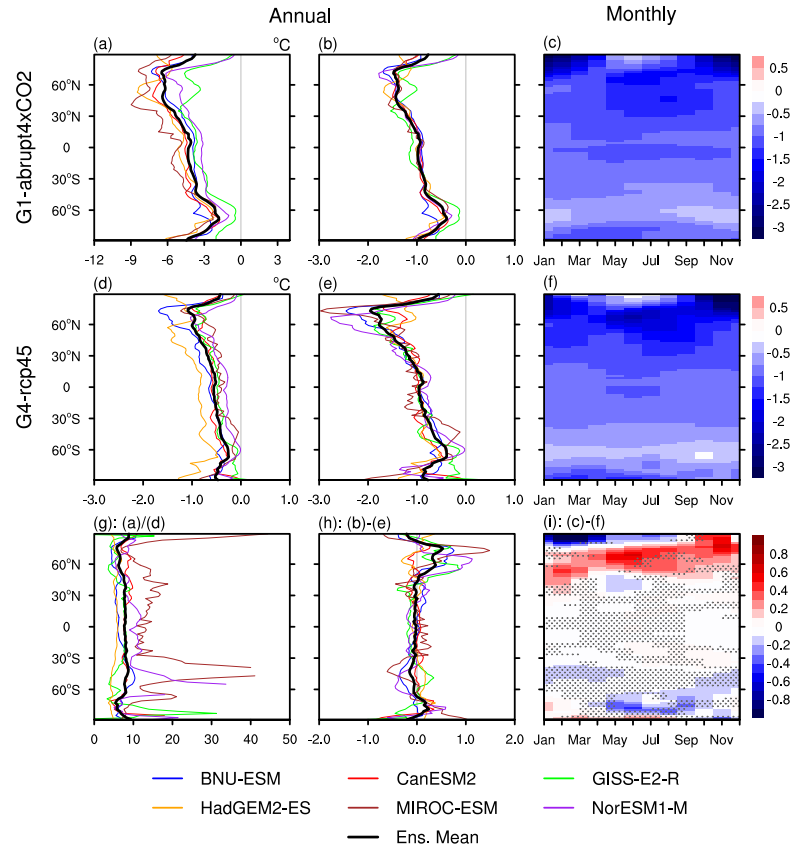 Annual Monthly
(a) °C (b) (c)
G1-abrupt4xCO2
60°N
30°N
0
30°S
60°S
-12 -9 -6 -3 0 3
-2.0 -1.0 0.0 1.0
Jan Mar May Jul Sep Nov
0.5
0
-0.5
-1
-1.5
-2
-2.5
-3
(d) °C (e) (f)
G4-rcp45
60°N
30°N
0
30°S
60°S
-3.0 -2.0 -1.0 0.0 1.0
-3.0 -2.0 -1.0 0.0 1.0
Jan Mar May Jul Sep Nov
0.5
0
-0.5
-1
-1.5
-2
-2.5
-3
(g): (a)/(d) (h): (b)-(e) (i): (c)-(f)
60°N
30°N
0
30°S
60°S
0 10 20 30 40 50
-2.0 -1.0 0.0 1.0 2.0
Jan Mar May Jul Sep Nov
0.8
0.6
0.4
0.2
0
-0.2
-0.4
-0.6
-0.8
BNU-ESM CanESM2 GISS-E2-R
HadGEM2-ES MIROC-ESM NorESM1-M
Ens. Mean